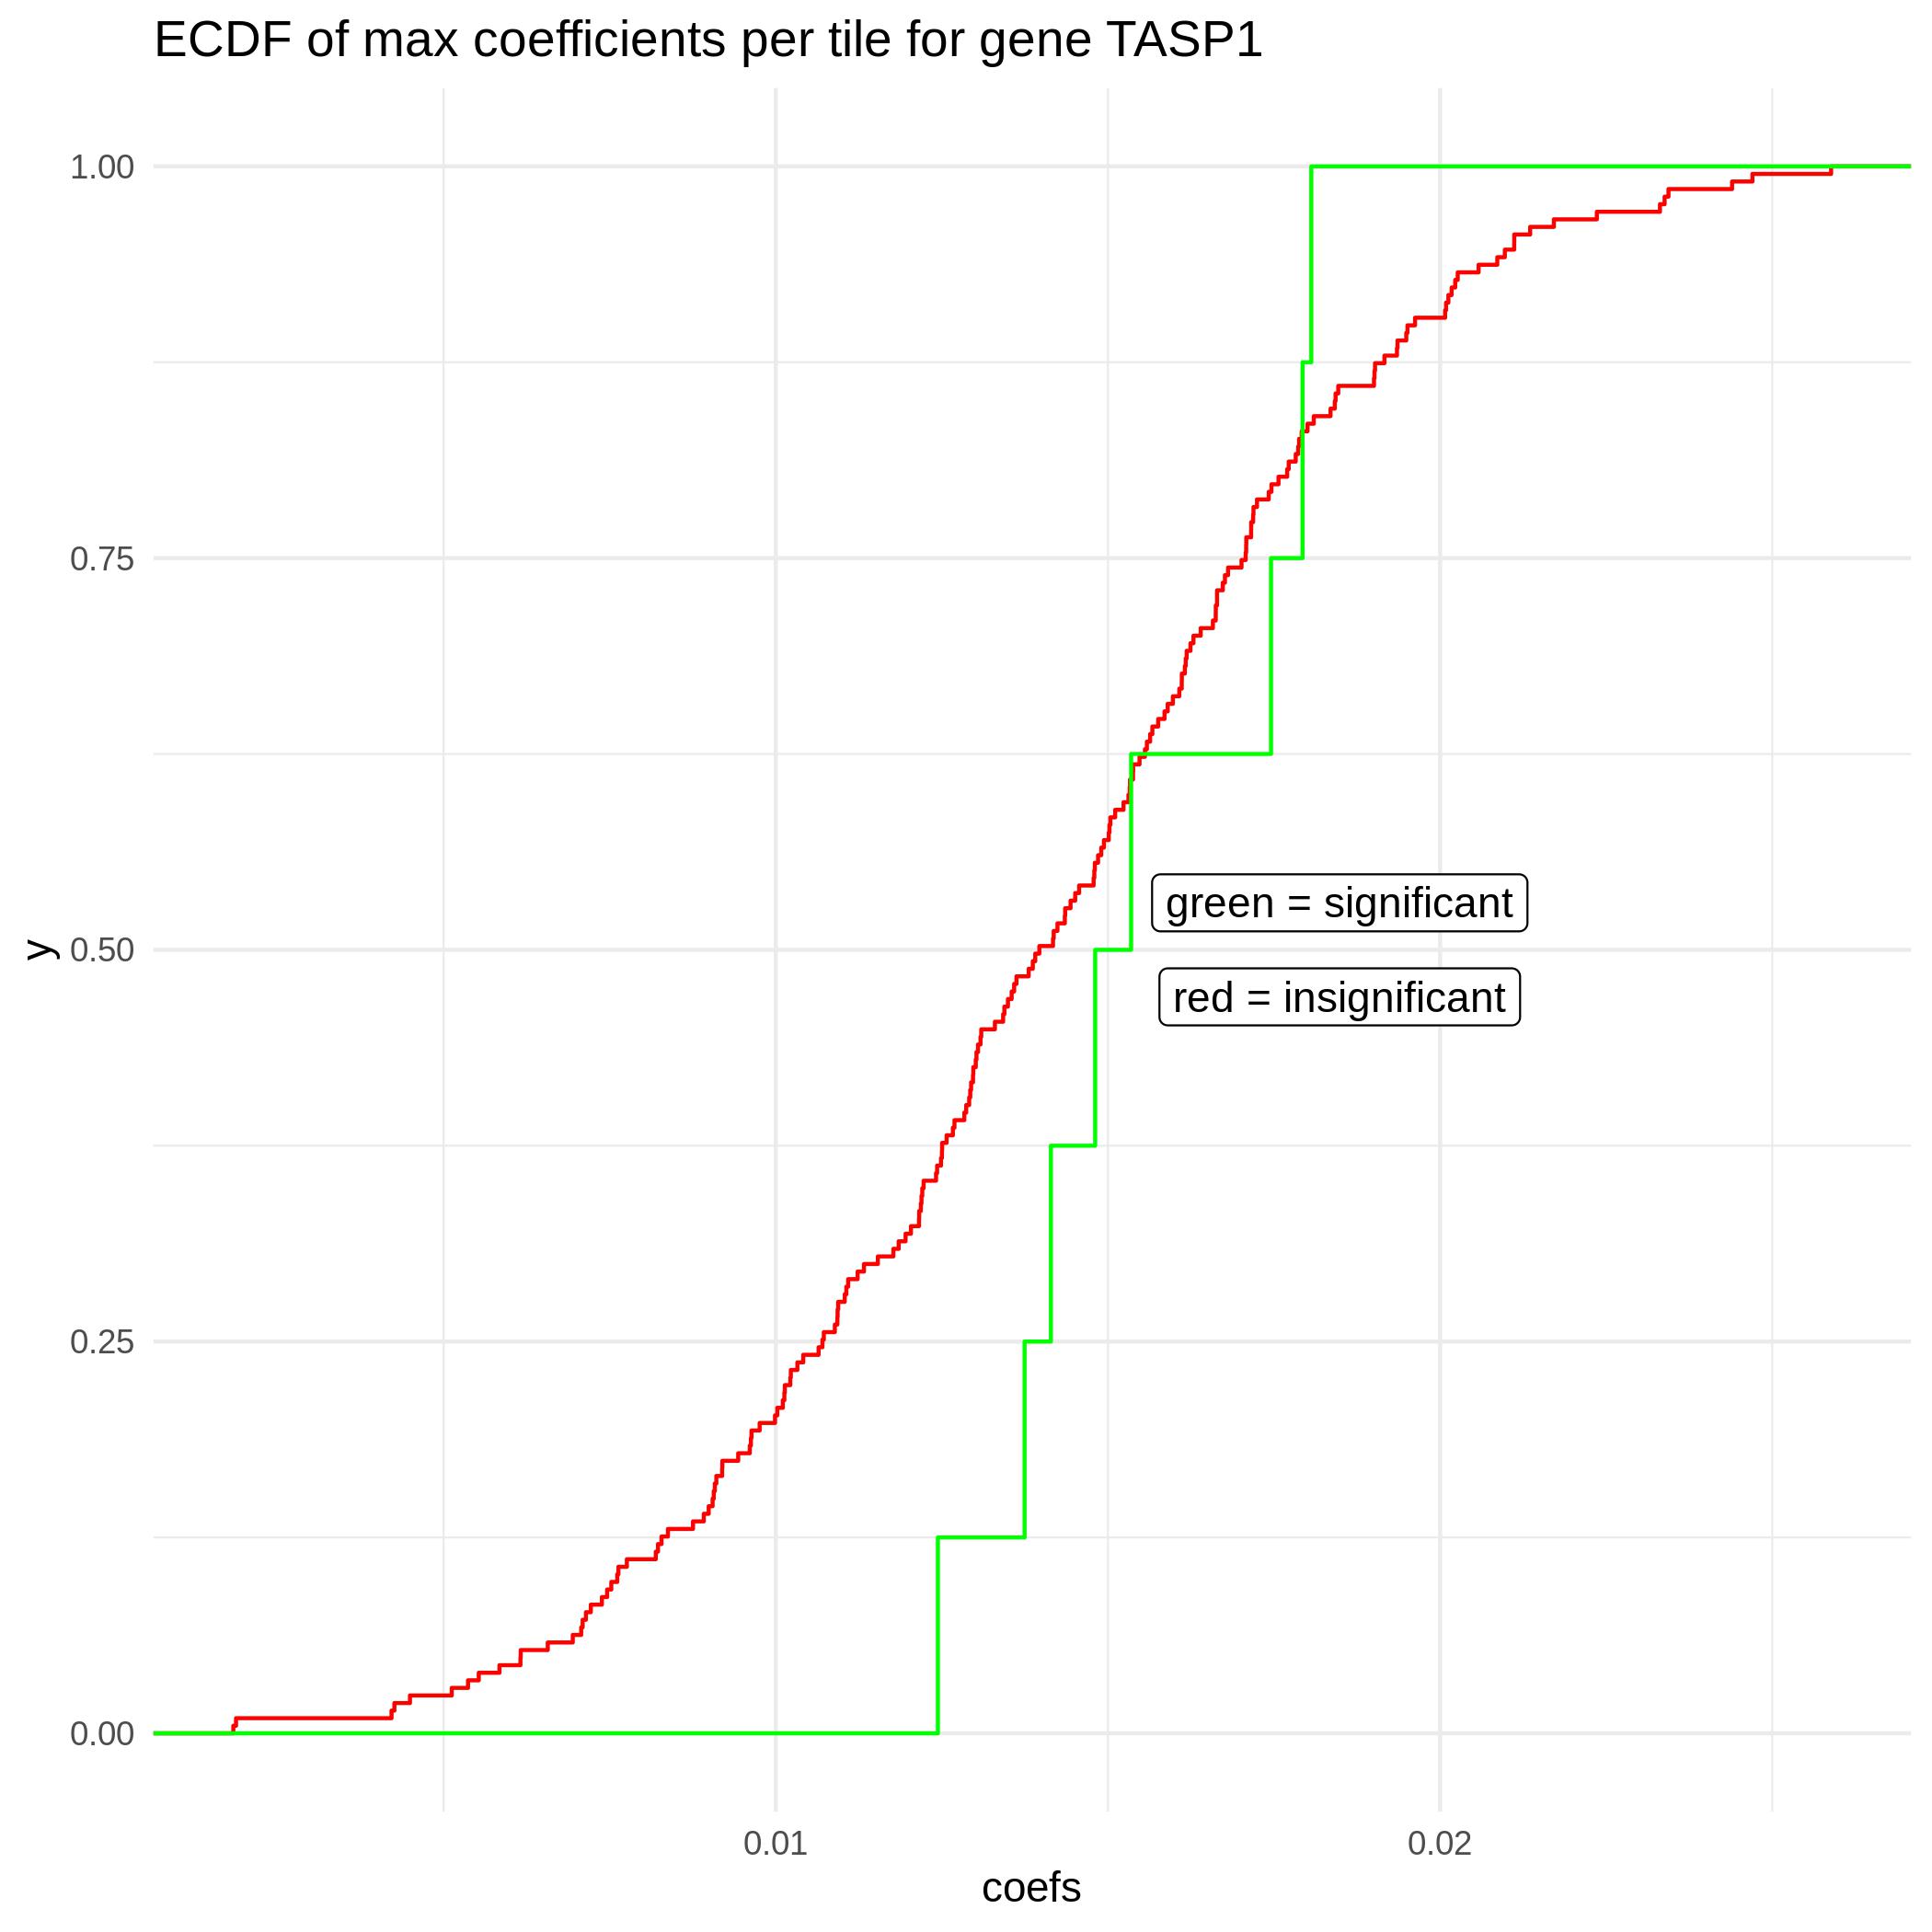 ECDF of max coefficients per tile for gene TASP1
1.00
0.75
green = significant
y
0.50
red = insignificant
0.25
0.00
0.01
0.02
coefs